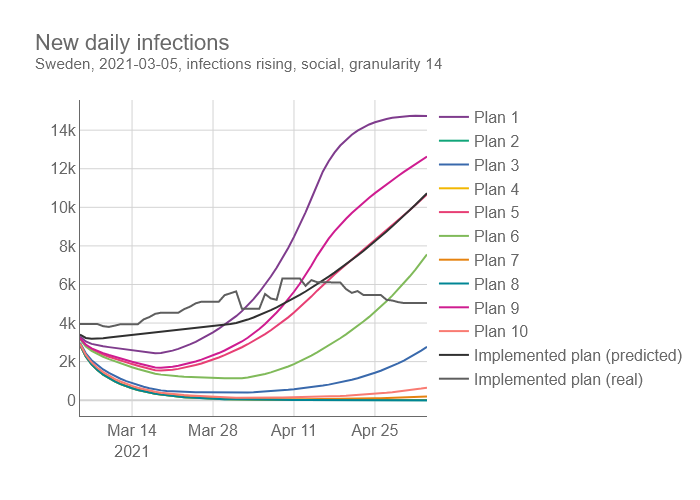 New daily infections
Sweden, 2021-03-05, infections rising, social, granularity 14
14k
12k
10k
8k
6k
4k
2k
0
Mar 14
2021
Mar 28
Apr 11
Apr 25
Plan 1
Plan 2
Plan 3
Plan 4
Plan 5
Plan 6
Plan 7
Plan 8
Plan 9
Plan 10
Implemented plan (predicted)
Implemented plan (real)